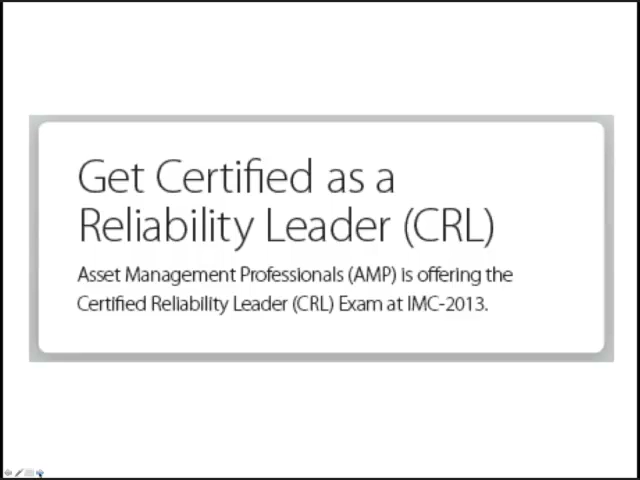 Get Certified as a
Reliability Leader (CRL)
Asset Management Professionals (AMP) is offering the
Certified Reliability Leader (CRL) Exam at IMC-2013.